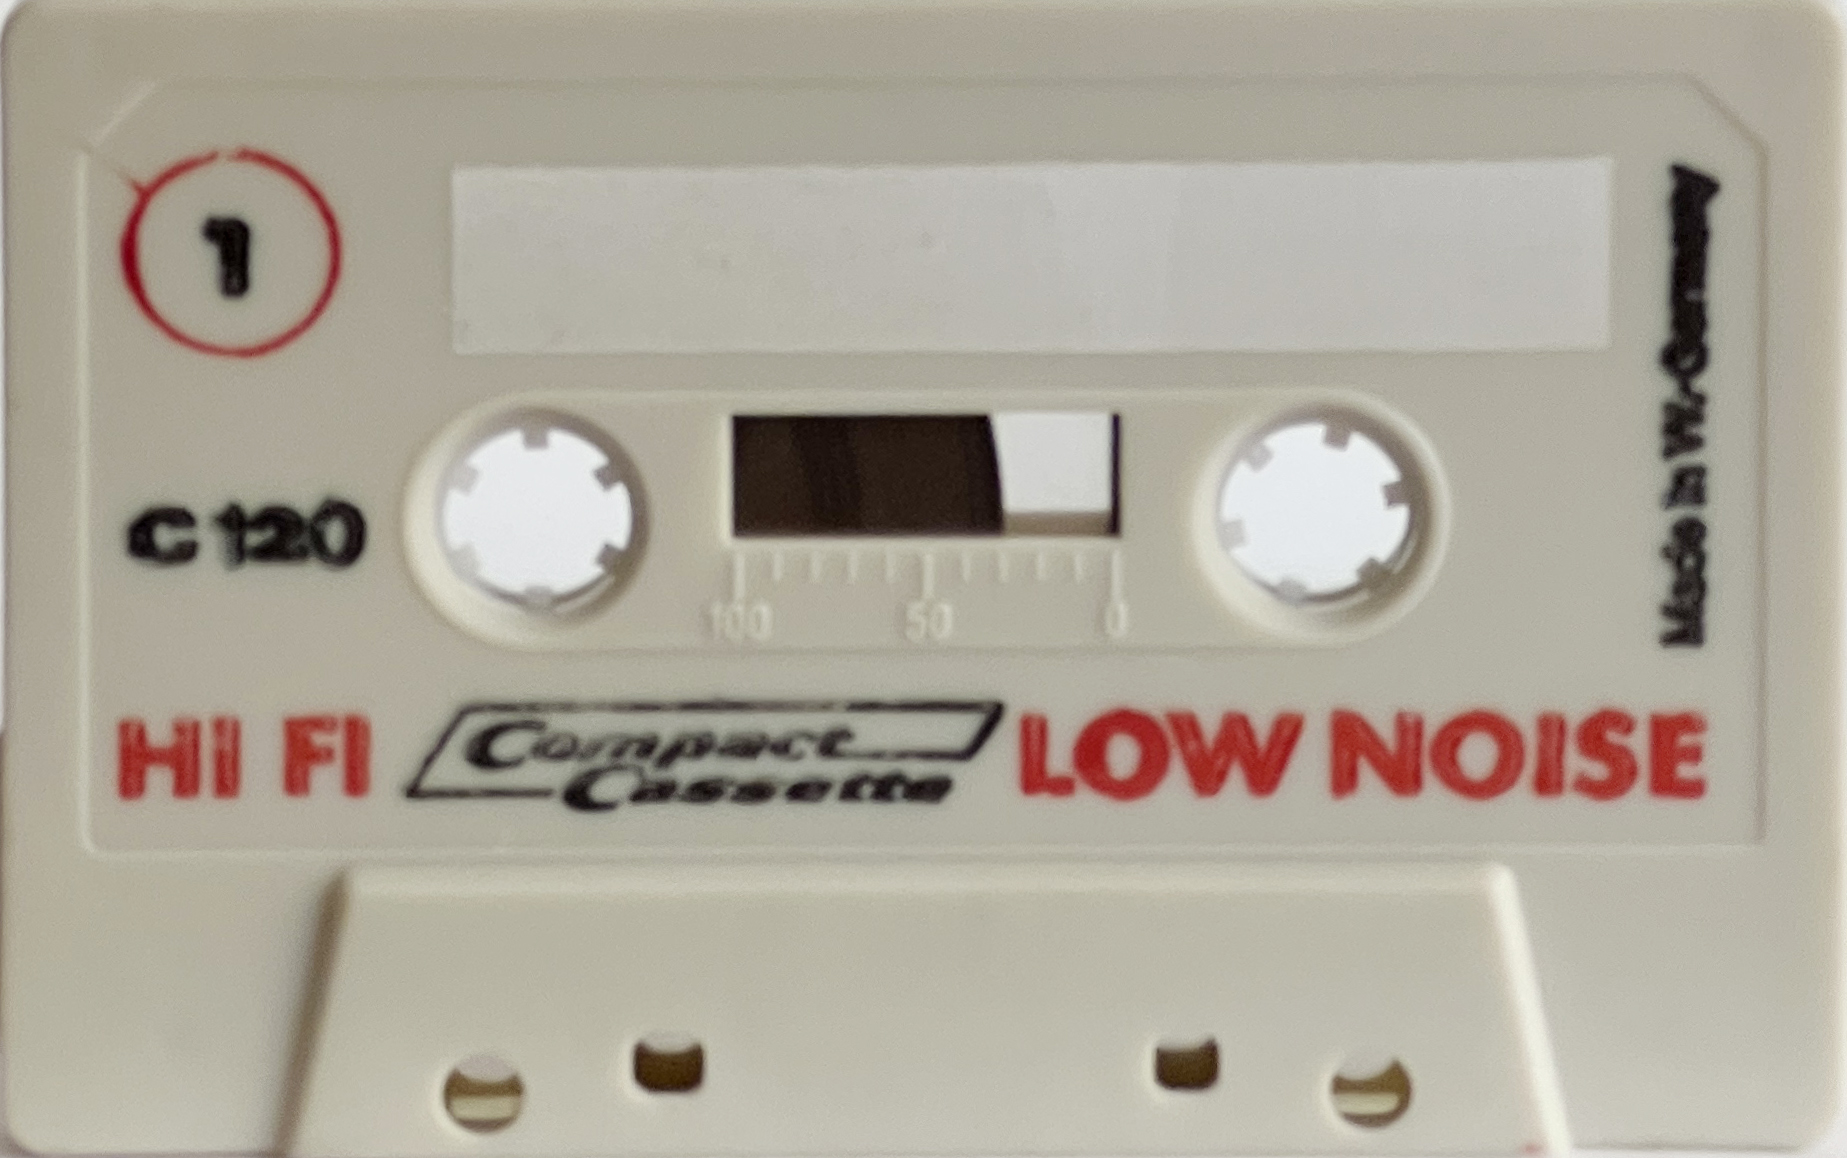 1
Made in W.-Germany
C 120
100 50 0
HI FI Compact Cassette LOW NOISE